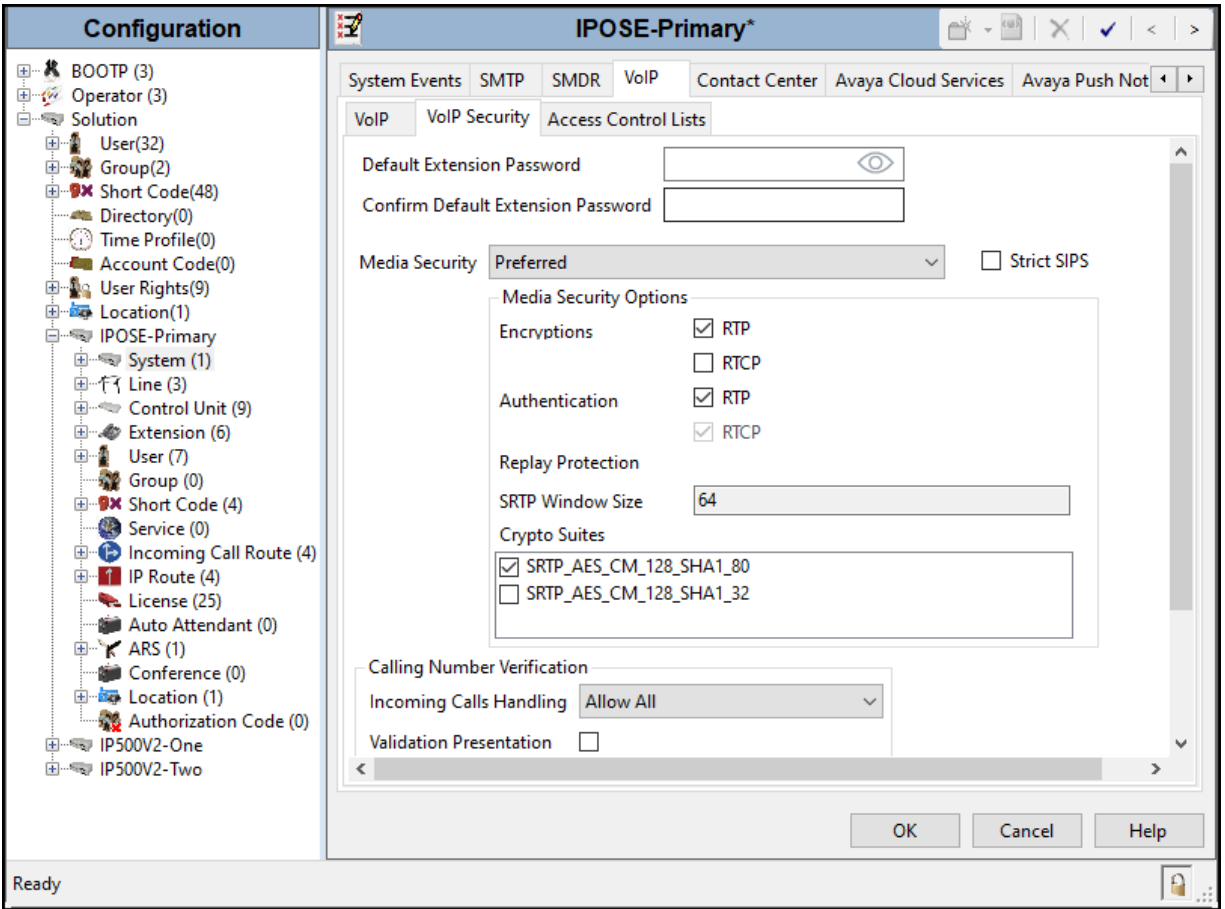 Configuration
BOOTP (3)
Operator (3)
Solution
User(32)
Group(2)
Short Code(48)
Directory(0)
Time Profile(0)
Account Code(0)
User Rights(9)
Location(1)
IPOSE-Primary
System (1)
Line (3)
Control Unit (9)
Extension (6)
User (7)
Group (0)
Short Code (4)
Service (0)
Incoming Call Route (4)
IP Route (4)
License (25)
Auto Attendant (0)
ARS (1)
Conference (0)
Location (1)
Authorization Code (0)
IP500V2-One
IP500V2-Two
IPOSE-Primary*
System Events SMTP SMDR VoIP Contact Center Avaya Cloud Services Avaya Push Not
VoIP VoIP Security Access Control Lists
Default Extension Password
Confirm Default Extension Password
Media Security Preferred Strict SIPS
Media Security Options
Encryptions RTP
RTCP
Authentication RTP
RTCP
Replay Protection
SRTP Window Size 64
Crypto Suites
SRTP_AES_CM_128_SHA1_80
SRTP_AES_CM_128_SHA1_32
Calling Number Verification
Incoming Calls Handling Allow All
Validation Presentation
OK Cancel Help
Ready